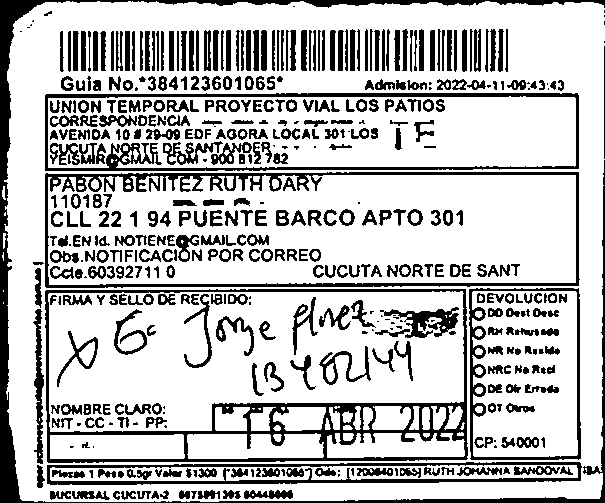 Guia No.*384123601065*
Admision: 2022-04-11-09:43:43
UNION TEMPORAL PROYECTO VIAL LOS PATIOS
CORRESPONDENCIA
AVENIDA 10 # 29-09 EDF AGORA LOCAL 301 LOS
CUCUTA NORTE DE SANTANDER
YEISMIR@GMAIL COM - 900 812 782
PABON BENITEZ RUTH DARY
110187
CLL 22 1 94 PUENTE BARCO APTO 301
Tel.EN Id. NOTIENE@GMAIL.COM
Obs.NOTIFICACIÓN POR CORREO
Ccte.60392711 0 CUCUTA NORTE DE SANT
FIRMA Y SELLO DE RECIBIDO:
Jorge
NOMBRE CLARO:
NIT - CC - TI - PP:
16 ABR 2022
DEVOLUCION
DD Dest Desc
RH Rehusado
NR No Reside
NRC No Recl
DE Dir Errada
OT Otros
CP: 540001
Piezas 1 Peso 0.5gr Valor $1300 [*384123601065*] Ods: [12008401065] RUTH JOHANNA SANDOVAL
SUCURSAL CUCUTA-2